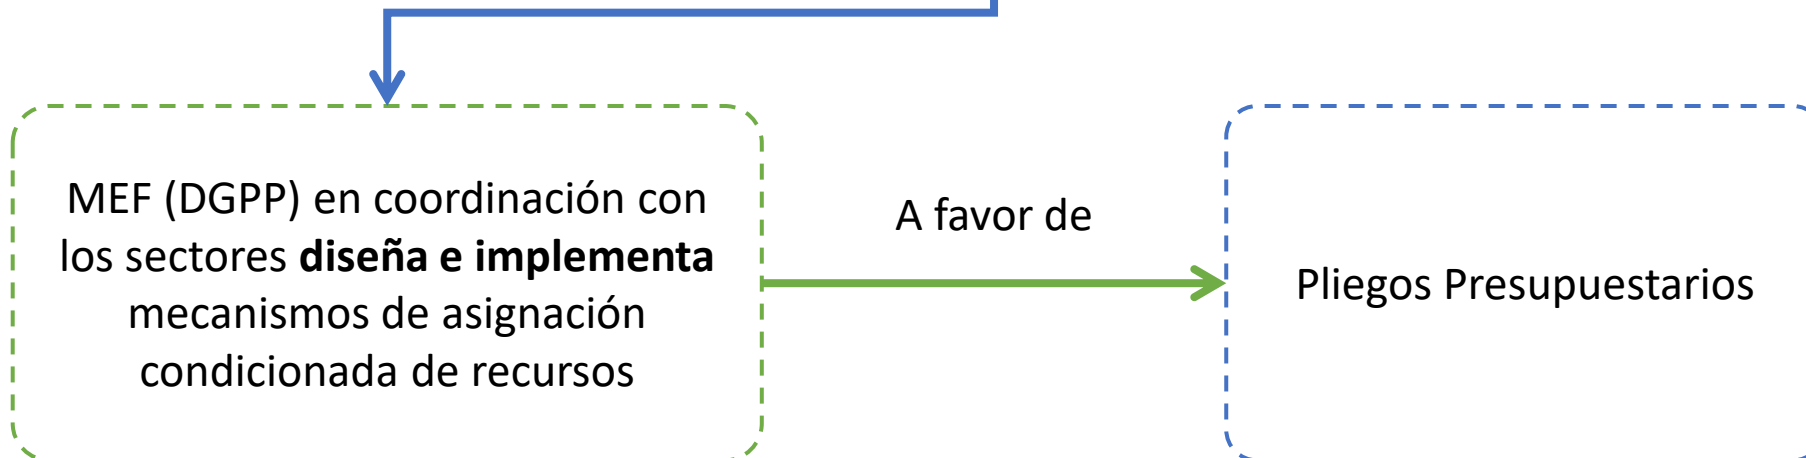 MEF (DGPP) en coordinación con
los sectores diseña e implementa
mecanismos de asignación
condicionada de recursos
A favor de
Pliegos Presupuestarios